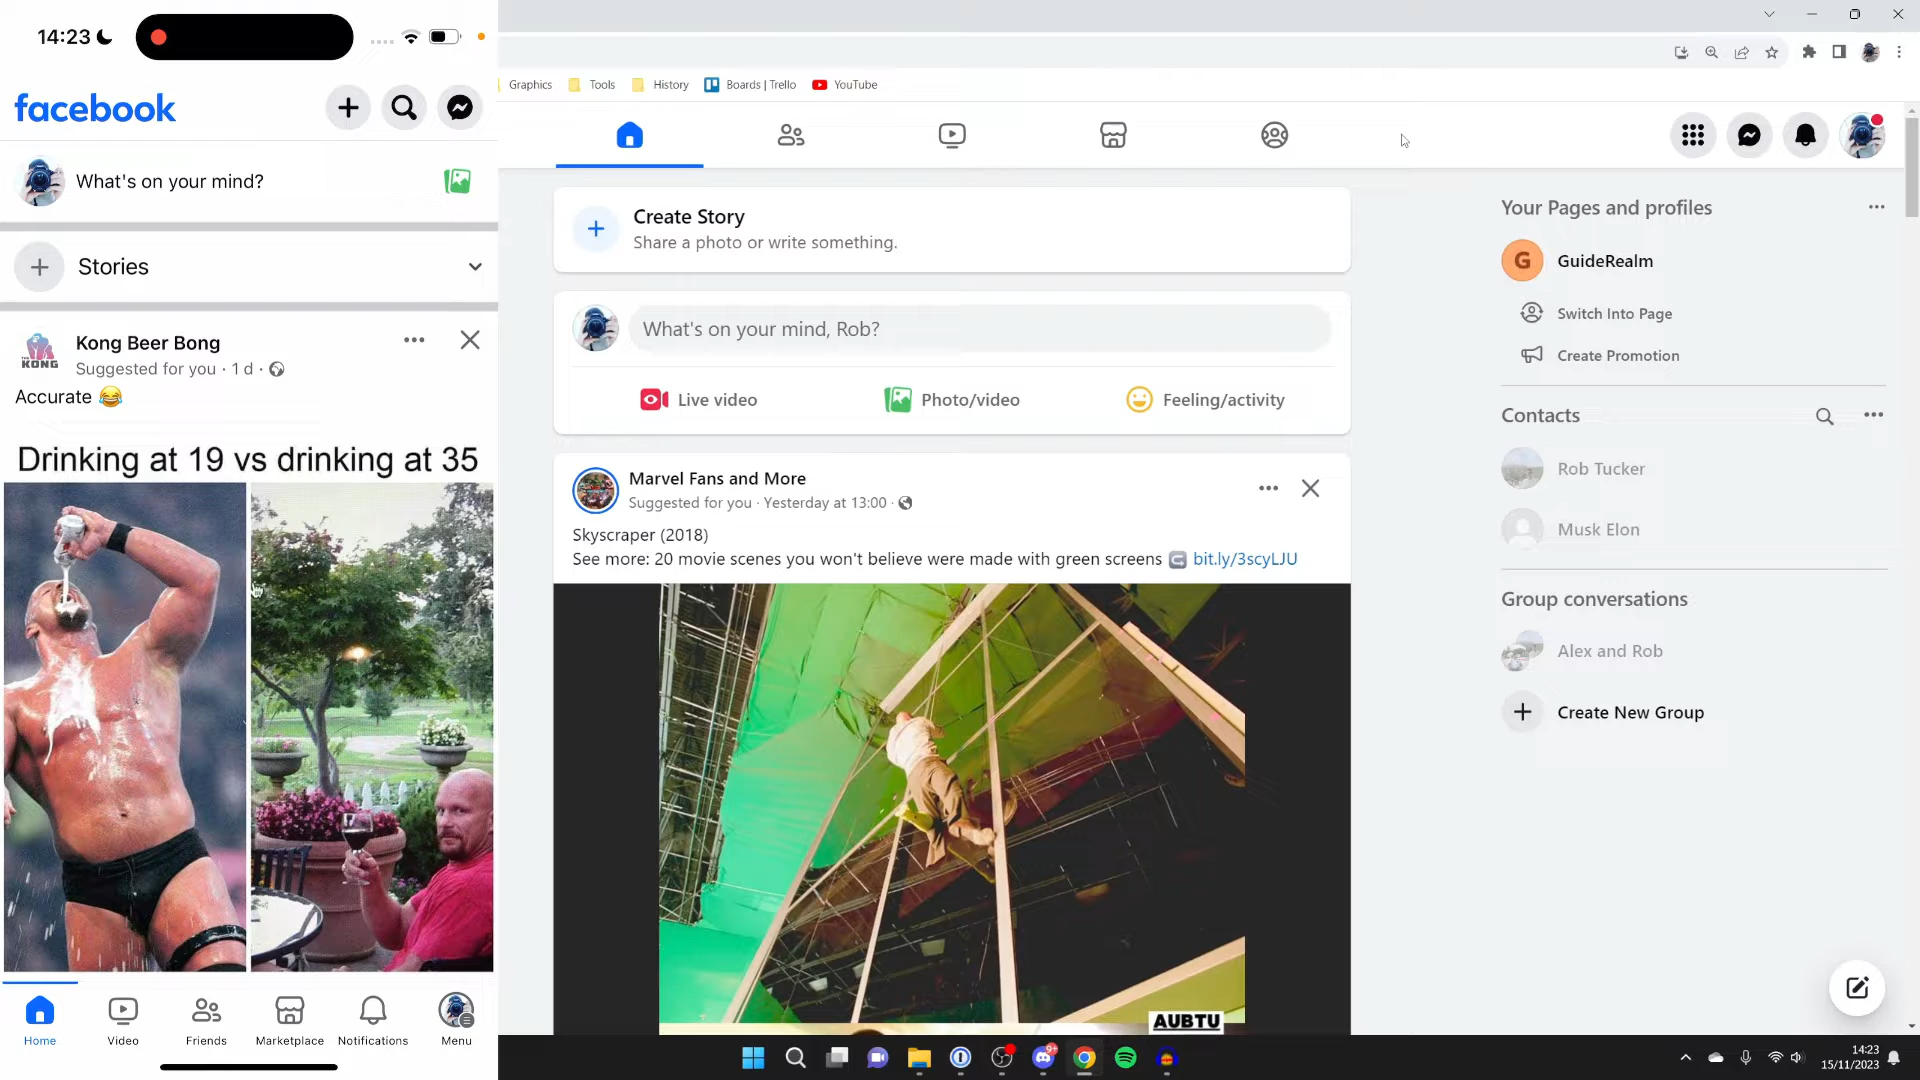 14:23
facebook
What's on your mind?
Stories
Kong Beer Bong
Suggested for you · 1 d ·
Accurate 😂
Drinking at 19 vs drinking at 35
Home
Video
Friends
Marketplace
Notifications
Menu
Graphics
Tools
History
Boards | Trello
YouTube
Create Story
Share a photo or write something.
What's on your mind, Rob?
Live video
Photo/video
Feeling/activity
Marvel Fans and More
Suggested for you · Yesterday at 13:00 ·
Skyscraper (2018)
See more: 20 movie scenes you won't believe were made with green screens bit.ly/3scyLJU
AUBTU
Your Pages and profiles
G
GuideRealm
Switch Into Page
Create Promotion
Contacts
Rob Tucker
Musk Elon
Group conversations
Alex and Rob
Create New Group
9+
14:23
15/11/2023